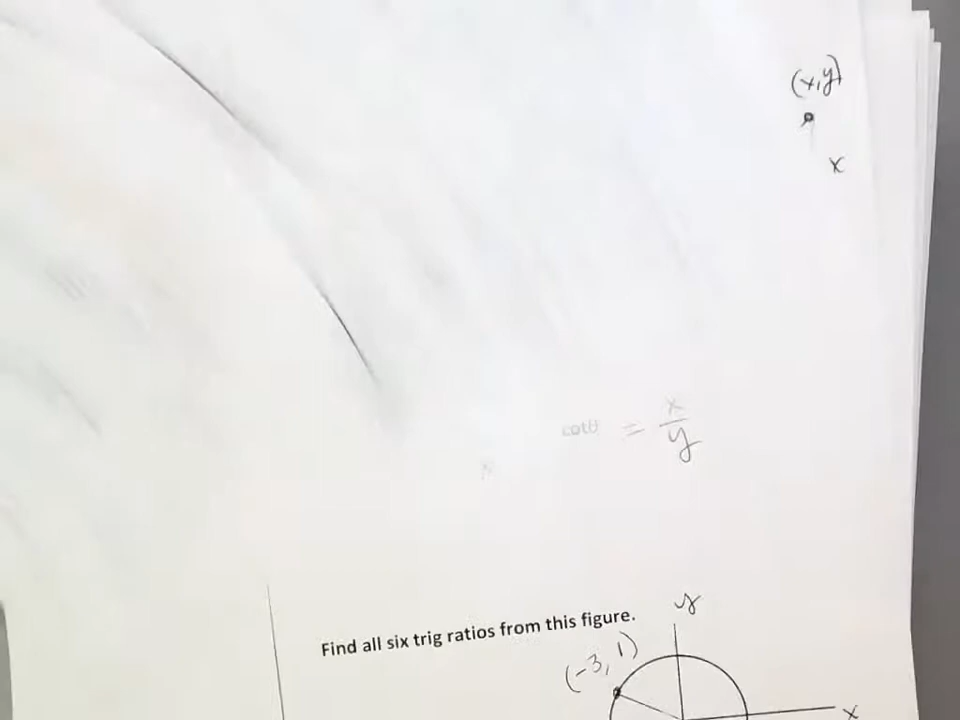 (x,y)
x
cotθ = x/y
y
Find all six trig ratios from this figure.
(-3, 1)
x